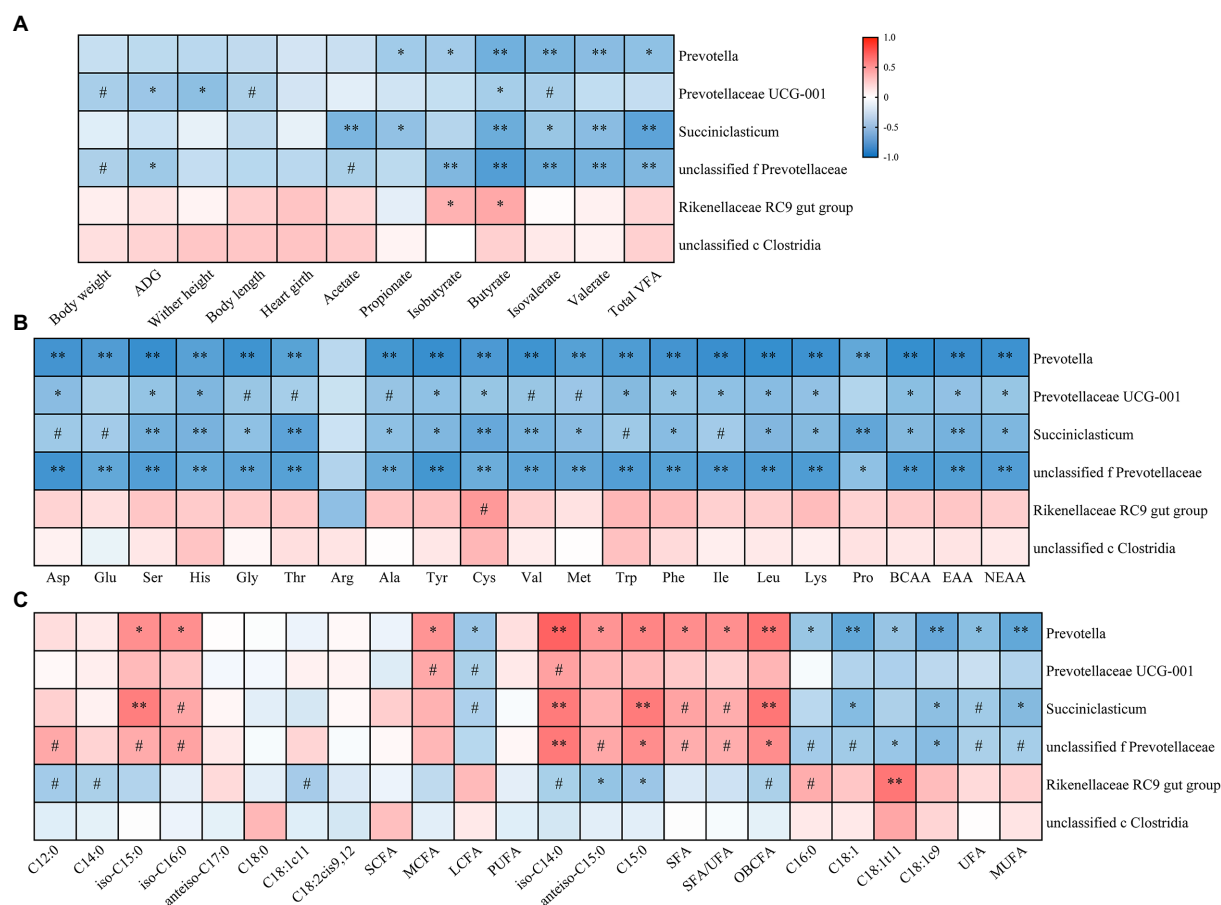 A
* * ** ** ** * Prevotella
# * * # * # Prevotellaceae UCG-001
** * ** * ** ** Succiniclasticum
# * # ** ** ** ** ** unclassified f Prevotellaceae
* * Rikenellaceae RC9 gut group
unclassified c Clostridia
1.0
0.5
0
-0.5
-1.0
Body weight ADG Wither height Body length Heart girth Acetate Propionate Isobutyrate Butyrate Isovalerate Valerate Total VFA
B
** ** ** ** ** ** ** ** ** ** ** ** ** ** ** ** ** ** ** ** Prevotella
* * * # # # * * # # * * * * * * * * Prevotellaceae UCG-001
# # ** ** * ** * * ** ** * # * # * * ** * ** * Succiniclasticum
** ** ** ** ** ** ** ** ** ** ** ** ** ** ** ** * ** ** ** unclassified f Prevotellaceae
# Rikenellaceae RC9 gut group
unclassified c Clostridia
Asp Glu Ser His Gly Thr Arg Ala Tyr Cys Val Met Trp Phe Ile Leu Lys Pro BCAA EAA NEAA
C
* * * * ** * * * * ** * ** * ** * ** Prevotella
# # # Prevotellaceae UCG-001
** # # ** ** # # ** * * # * Succiniclasticum
# # # ** # * # # * # # * * # # unclassified f Prevotellaceae
# # # # * * # # ** Rikenellaceae RC9 gut group
unclassified c Clostridia
C12:0 C14:0 iso-C15:0 iso-C16:0 anteiso-C17:0 C18:0 C18:1c11 C18:2cis9,12 SCFA MCFA LCFA PUFA iso-C14:0 anteiso-C15:0 C15:0 SFA SFA/UFA OBCFA C16:0 C18:1 C18:1t11 C18:1c9 UFA MUFA